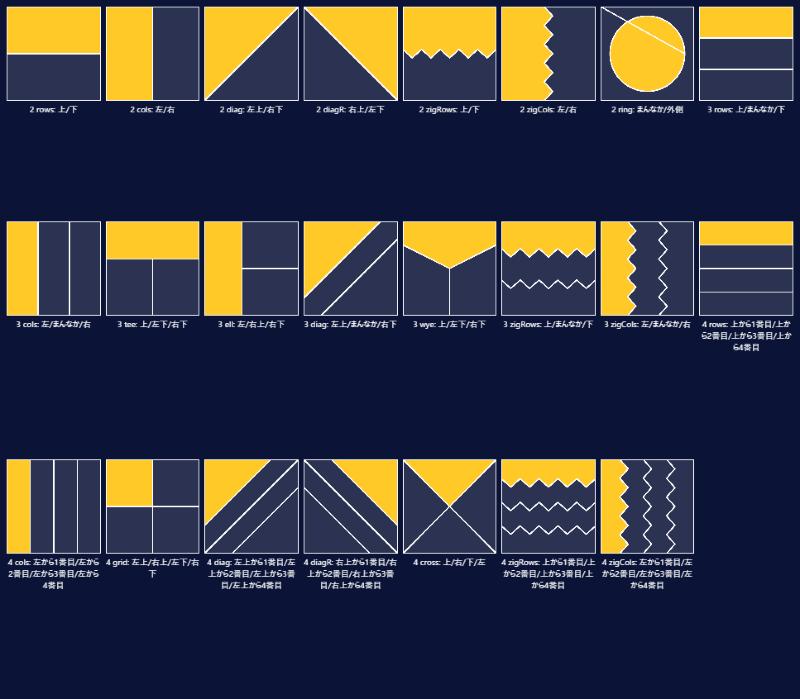 2 rows: 上/下
2 cols: 左/右
2 diag: 左上/右下
2 diagR: 右上/左下
2 zigRows: 上/下
2 zigCols: 左/右
2 ring: まんなか/外側
3 rows: 上/まんなか/下
3 cols: 左/まんなか/右
3 tee: 上/左下/右下
3 ell: 左/右上/右下
3 diag: 左上/まんなか/右下
3 wye: 上/左下/右下
3 zigRows: 上/まんなか/下
3 zigCols: 左/まんなか/右
4 rows: 上から1番目/上か
ら2番目/上から3番目/上か
ら4番目
4 cols: 左から1番目/左から
2番目/左から3番目/左から
4番目
4 grid: 左上/右上/左下/右
下
4 diag: 左上から1番目/左
上から2番目/左上から3番
目/左上から4番目
4 diagR: 右上から1番目/右
上から2番目/右上から3番
目/右上から4番目
4 cross: 上/右/下/左
4 zigRows: 上から1番目/上
から2番目/上から3番目/上
から4番目
4 zigCols: 左から1番目/左
から2番目/左から3番目/左
から4番目